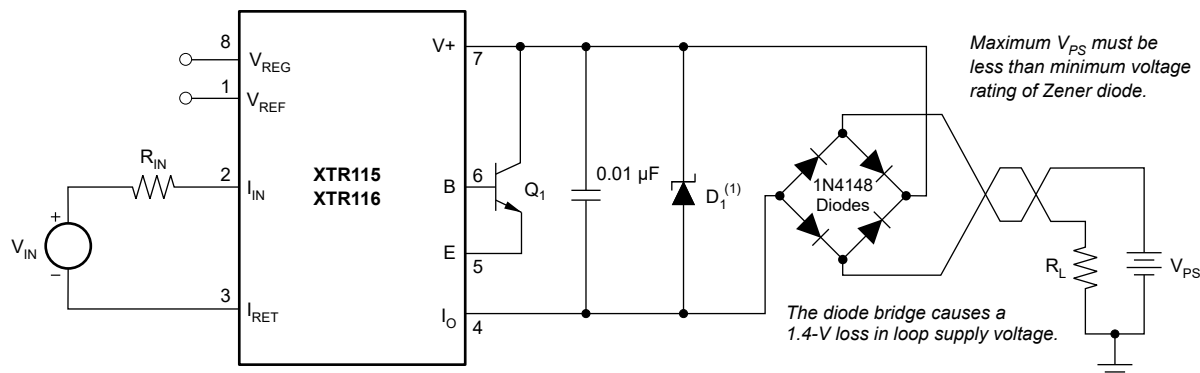 8
V_REG
1
V_REF
R_IN
2
I_IN
V_IN
+
−
3
I_RET
XTR115
XTR116
V+
7
B
6
E
5
I_O
4
Q_1
0.01 µF
D_1^(1)
1N4148
Diodes
Maximum V_PS must be
less than minimum voltage
rating of Zener diode.
R_L
V_PS
The diode bridge causes a
1.4-V loss in loop supply voltage.